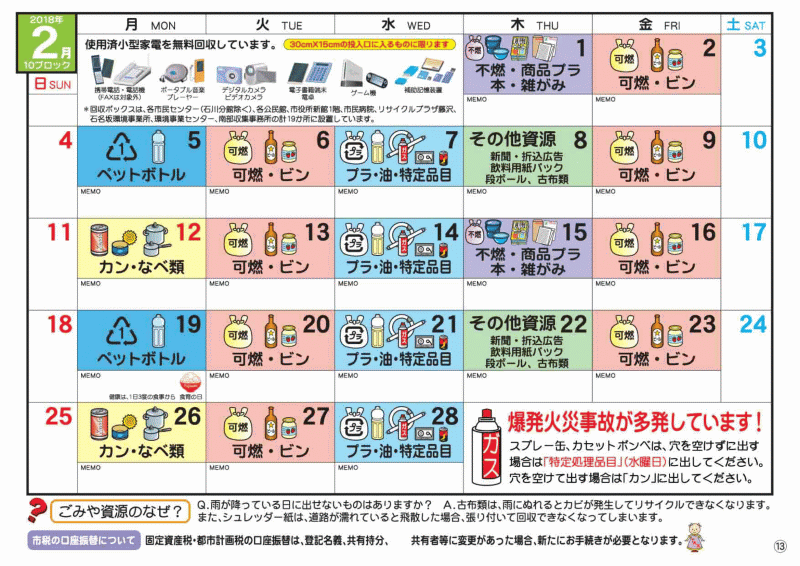 2018年
2月
10ブロック
月 MON
火 TUE
水 WED
木 THU
金 FRI
土 SAT
日 SUN
使用済小型家電を無料回収しています。
30cm×15cmの投入口に入るものに限ります
携帯電話・電話機
(FAXは対象外)
ポータブル音楽
プレーヤー
デジタルカメラ
ビデオカメラ
電子書籍端末
電卓
ゲーム機
補助記憶装置
*回収ボックスは、各市民センター(石川分館除く)、各公民館、市役所新館1階、市民病院、リサイクルプラザ藤沢、
石名坂環境事業所、環境事業センター、南部収集事務所の計19か所に設置しています。
不燃
1
不燃・商品プラ
本・雑がみ
MEMO
可燃
2
可燃・ビン
MEMO
3
4
1
5
ペットボトル
MEMO
可燃
6
可燃・ビン
MEMO
プラ
7
プラ・油・特定品目
MEMO
その他資源 8
新聞・折込広告
飲料用紙パック
段ボール、古布類
MEMO
可燃
9
可燃・ビン
MEMO
10
11
12
カン・なべ類
MEMO
可燃
13
可燃・ビン
MEMO
プラ
14
プラ・油・特定品目
MEMO
不燃
15
不燃・商品プラ
本・雑がみ
MEMO
可燃
16
可燃・ビン
MEMO
17
18
1
19
ペットボトル
MEMO
健康は、1日3度の食事から 食育の日
可燃
20
可燃・ビン
MEMO
プラ
21
プラ・油・特定品目
MEMO
その他資源 22
新聞・折込広告
飲料用紙パック
段ボール、古布類
MEMO
可燃
23
可燃・ビン
MEMO
24
25
26
カン・なべ類
MEMO
可燃
27
可燃・ビン
MEMO
プラ
28
プラ・油・特定品目
MEMO
ガス
爆発火災事故が多発しています!
スプレー缶、カセットボンベは、穴を空けずに出す
場合は「特定処理品目」(水曜日)に出してください。
穴を空けて出す場合は「カン」に出してください。
?
ごみや資源のなぜ?
Q.雨が降っている日に出せないものはありますか? A.古布類は、雨にぬれるとカビが発生してリサイクルできなくなります。
また、シュレッダー紙は、道路が濡れていると飛散した場合、張り付いて回収できなくなってしまいます。
市税の口座振替について
固定資産税・都市計画税の口座振替は、登記名義、共有持分、 共有者等に変更があった場合、新たにお手続きが必要となります。
13